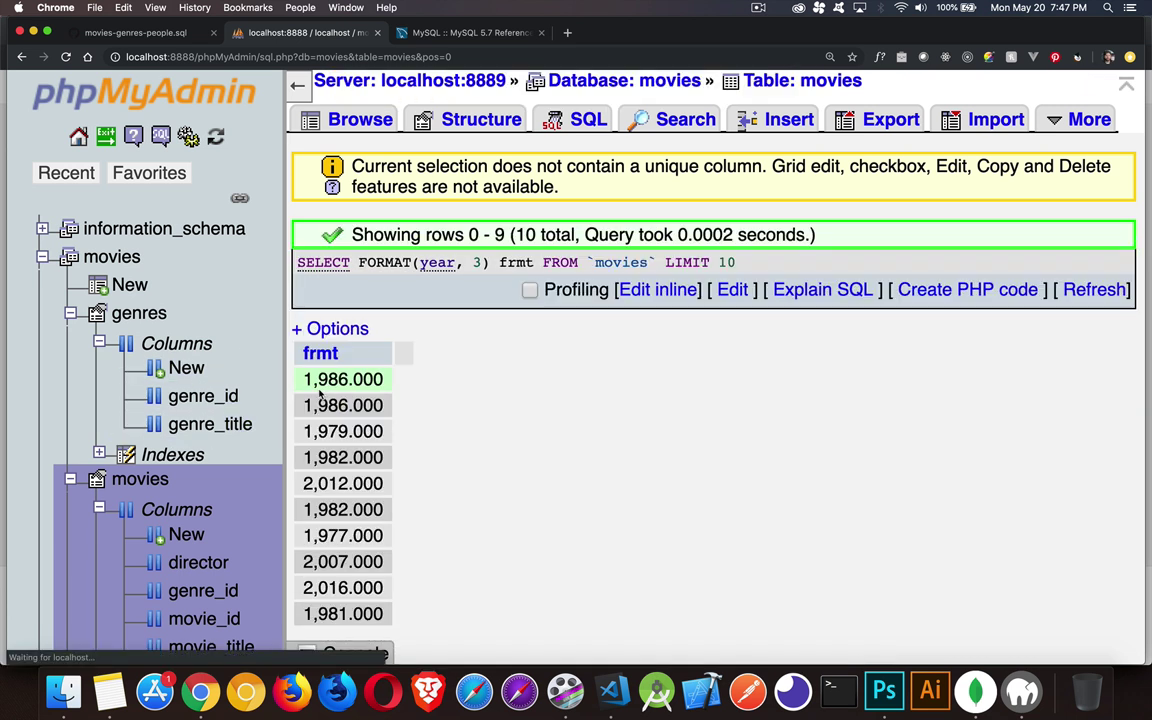 Chrome File Edit View History Bookmarks People Window Help 100% Mon May 20 7:47 PM
movies-genres-people.sql localhost:8888 / localhost / mo MySQL :: MySQL 5.7 Reference
localhost:8888/phpMyAdmin/sql.php?db=movies&table=movies&pos=0
phpMyAdmin
Recent Favorites
information_schema
movies
New
genres
Columns
New
genre_id
genre_title
Indexes
movies
Columns
New
director
genre_id
movie_id
movie_title
Waiting for localhost...
Server: localhost:8889 » Database: movies » Table: movies
Browse Structure SQL Search Insert Export Import More
Current selection does not contain a unique column. Grid edit, checkbox, Edit, Copy and Delete
features are not available.
Showing rows 0 - 9 (10 total, Query took 0.0002 seconds.)
SELECT FORMAT(year, 3) frmt FROM `movies` LIMIT 10
Profiling [Edit inline] [ Edit ] [ Explain SQL ] [ Create PHP code ] [ Refresh]
+ Options
frmt
1,986.000
1,986.000
1,979.000
1,982.000
2,012.000
1,982.000
1,977.000
2,007.000
2,016.000
1,981.000
Console
Ps
Ai